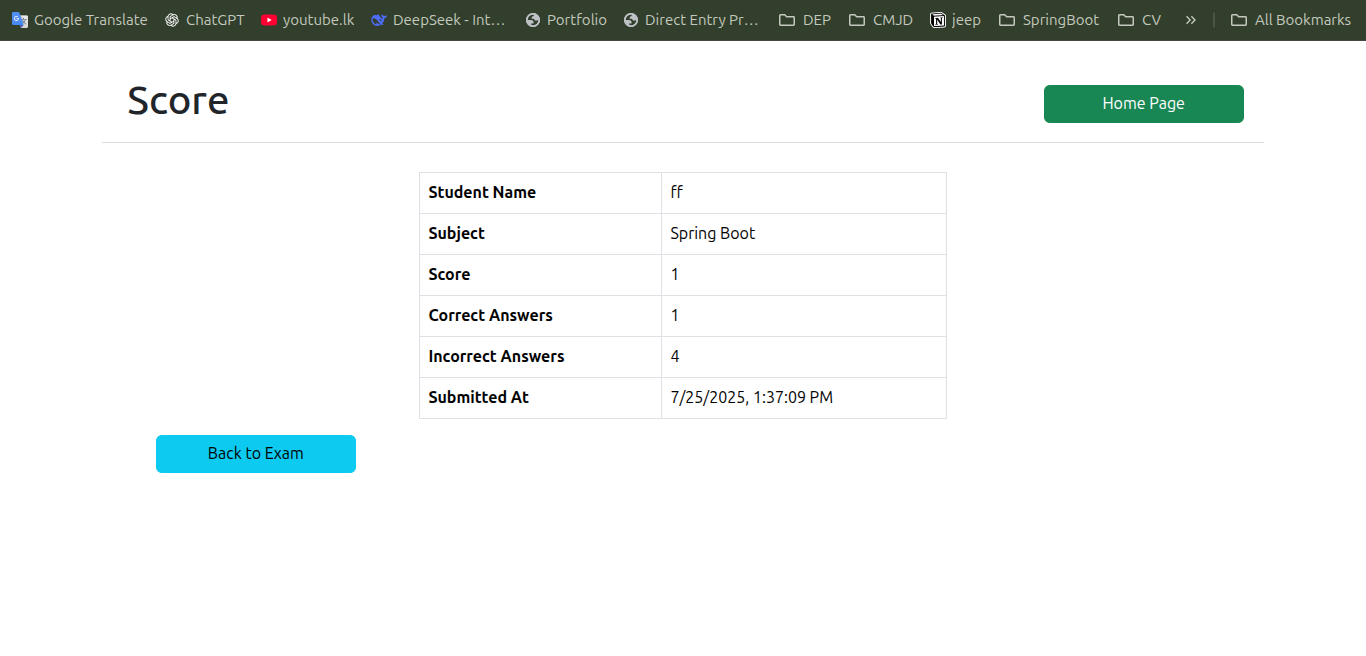 Google Translate ChatGPT youtube.lk DeepSeek - Int... Portfolio Direct Entry Pr... DEP CMJD jeep SpringBoot CV » All Bookmarks
Score
Home Page
Student Name ff
Subject Spring Boot
Score 1
Correct Answers 1
Incorrect Answers 4
Submitted At 7/25/2025, 1:37:09 PM
Back to Exam